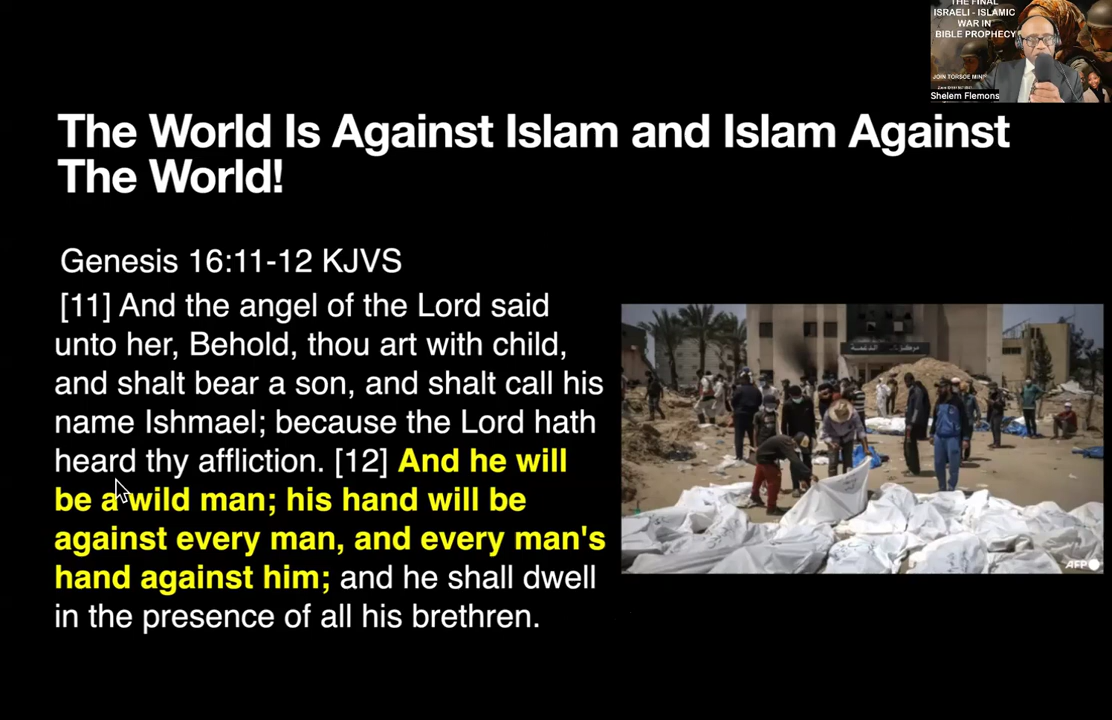 THE FINAL
ISRAELI - ISLAMIC
WAR IN
BIBLE PROPHECY
Shelem Flemons
The World Is Against Islam and Islam Against
The World!
Genesis 16:11-12 KJVS
[11] And the angel of the Lord said
unto her, Behold, thou art with child,
and shalt bear a son, and shalt call his
name Ishmael; because the Lord hath
heard thy affliction. [12] And he will
be a wild man; his hand will be
against every man, and every man's
hand against him; and he shall dwell
in the presence of all his brethren.
AFP